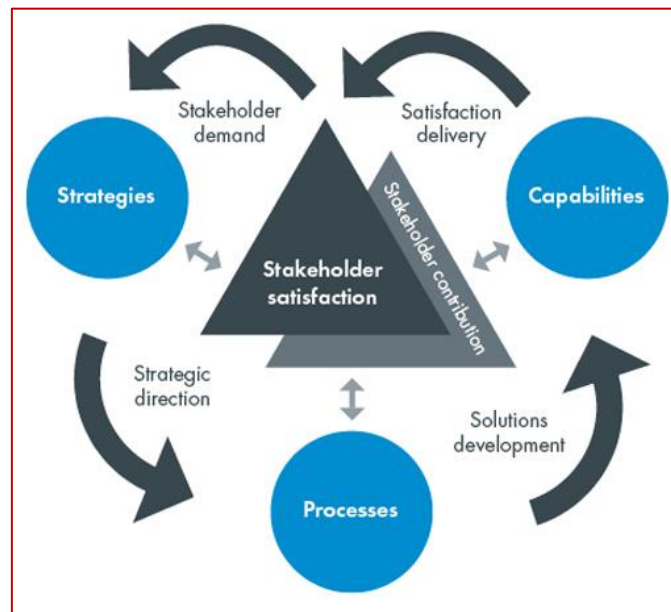 Stakeholder
demand
Satisfaction
delivery
Strategies
Capabilities
Stakeholder
satisfaction
Stakeholder contribution
Strategic
direction
Solutions
development
Processes